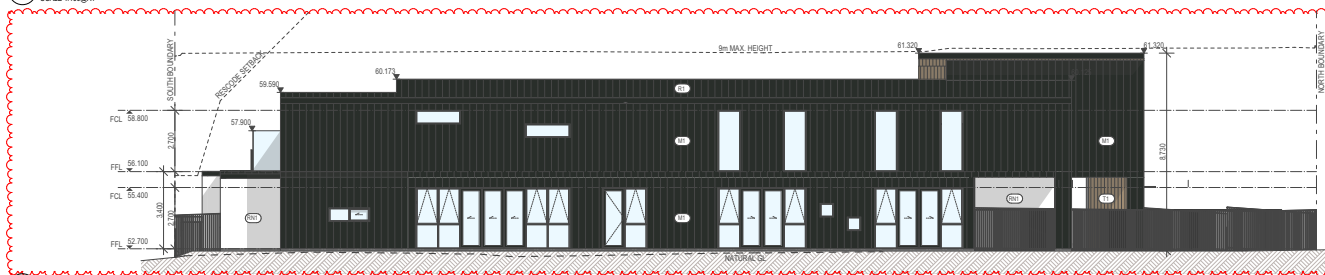 9m MAX. HEIGHT
61.320
61.320
SOUTH BOUNDARY
RESCODE SETBACK
NORTH BOUNDARY
60.173
59.590
R1
FCL 58.800
57.900
2.700
M1
M1
8.730
FFL 56.100
FCL 55.400
3.400
2.700
RN1
M1
RN1
T1
FFL 52.700
NATURAL GL